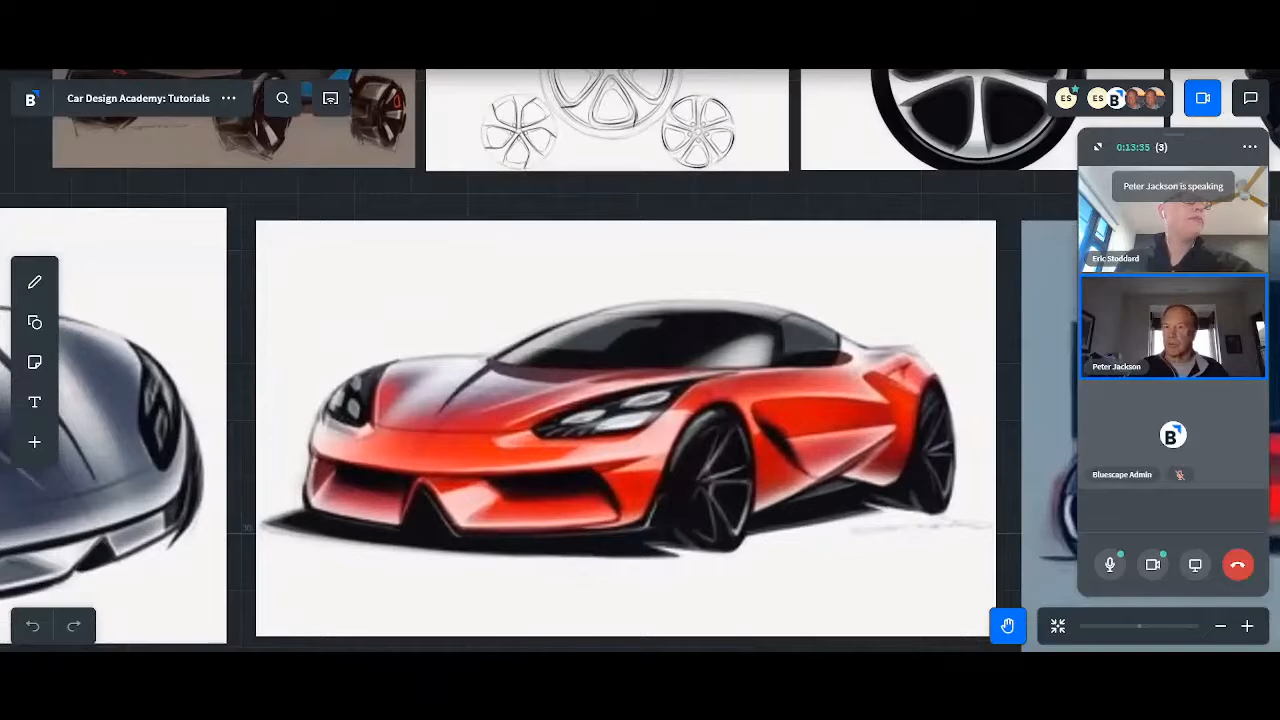 B Car Design Academy: Tutorials
ES ES B
0:13:35 (3)
Peter Jackson is speaking
Eric Stoddard
Peter Jackson
B
Bluescape Admin
T